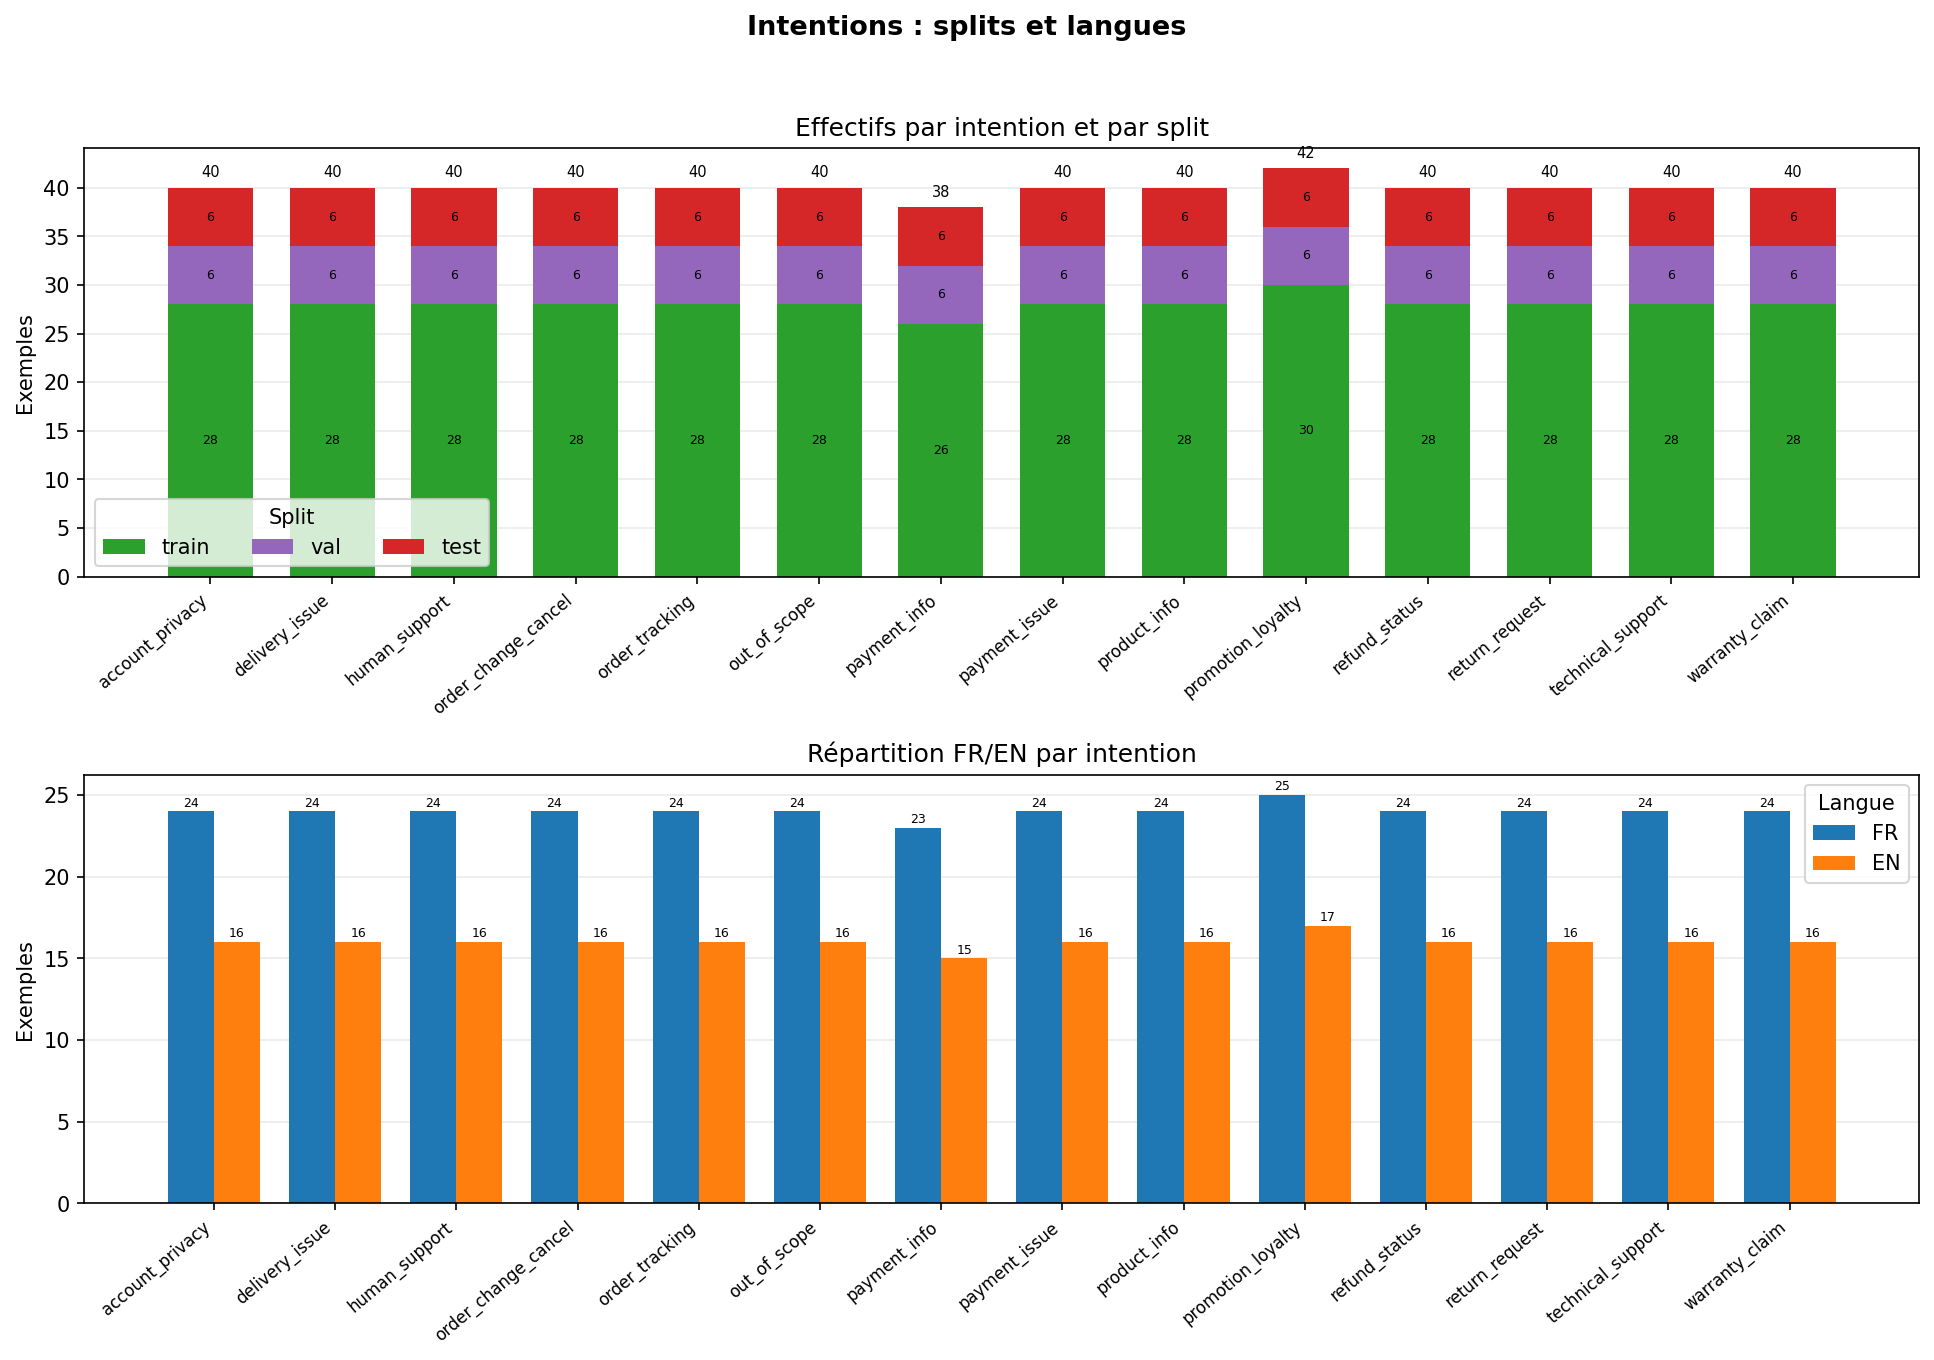 Intentions : splits et langues
Effectifs par intention et par split
40 40 40 40 40 40 38 40 40 42 40 40 40 40
6 6 6 6 6 6 6 6 6 6 6 6 6 6
6 6 6 6 6 6 6 6 6 6 6 6 6 6
28 28 28 28 28 28 26 28 28 30 28 28 28 28
40
35
30
25
20
15
10
5
0
Exemples
Split
train val test
account_privacy
delivery_issue
human_support
order_change_cancel
order_tracking
out_of_scope
payment_info
payment_issue
product_info
promotion_loyalty
refund_status
return_request
technical_support
warranty_claim
Répartition FR/EN par intention
24 16 24 16 24 16 24 16 24 16 24 16 23 15 24 16 24 16 25 17 24 16 24 16 24 16 24 16
25
20
15
10
5
0
Exemples
Langue
FR
EN
account_privacy
delivery_issue
human_support
order_change_cancel
order_tracking
out_of_scope
payment_info
payment_issue
product_info
promotion_loyalty
refund_status
return_request
technical_support
warranty_claim